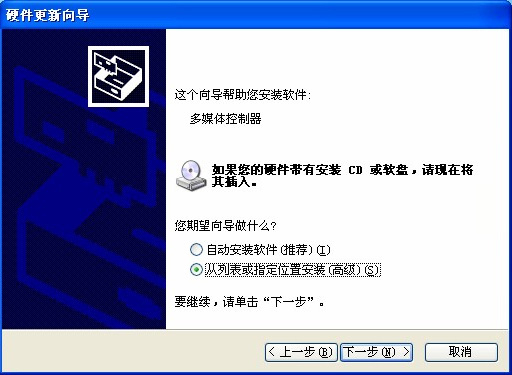 硬件更新向导
这个向导帮助您安装软件:
多媒体控制器
如果您的硬件带有安装 CD 或软盘，请现在将
其插入。
您期望向导做什么?
自动安装软件(推荐)(I)
从列表或指定位置安装(高级)(S)
要继续，请单击“下一步”。
< 上一步(B) 下一步(N) > 取消